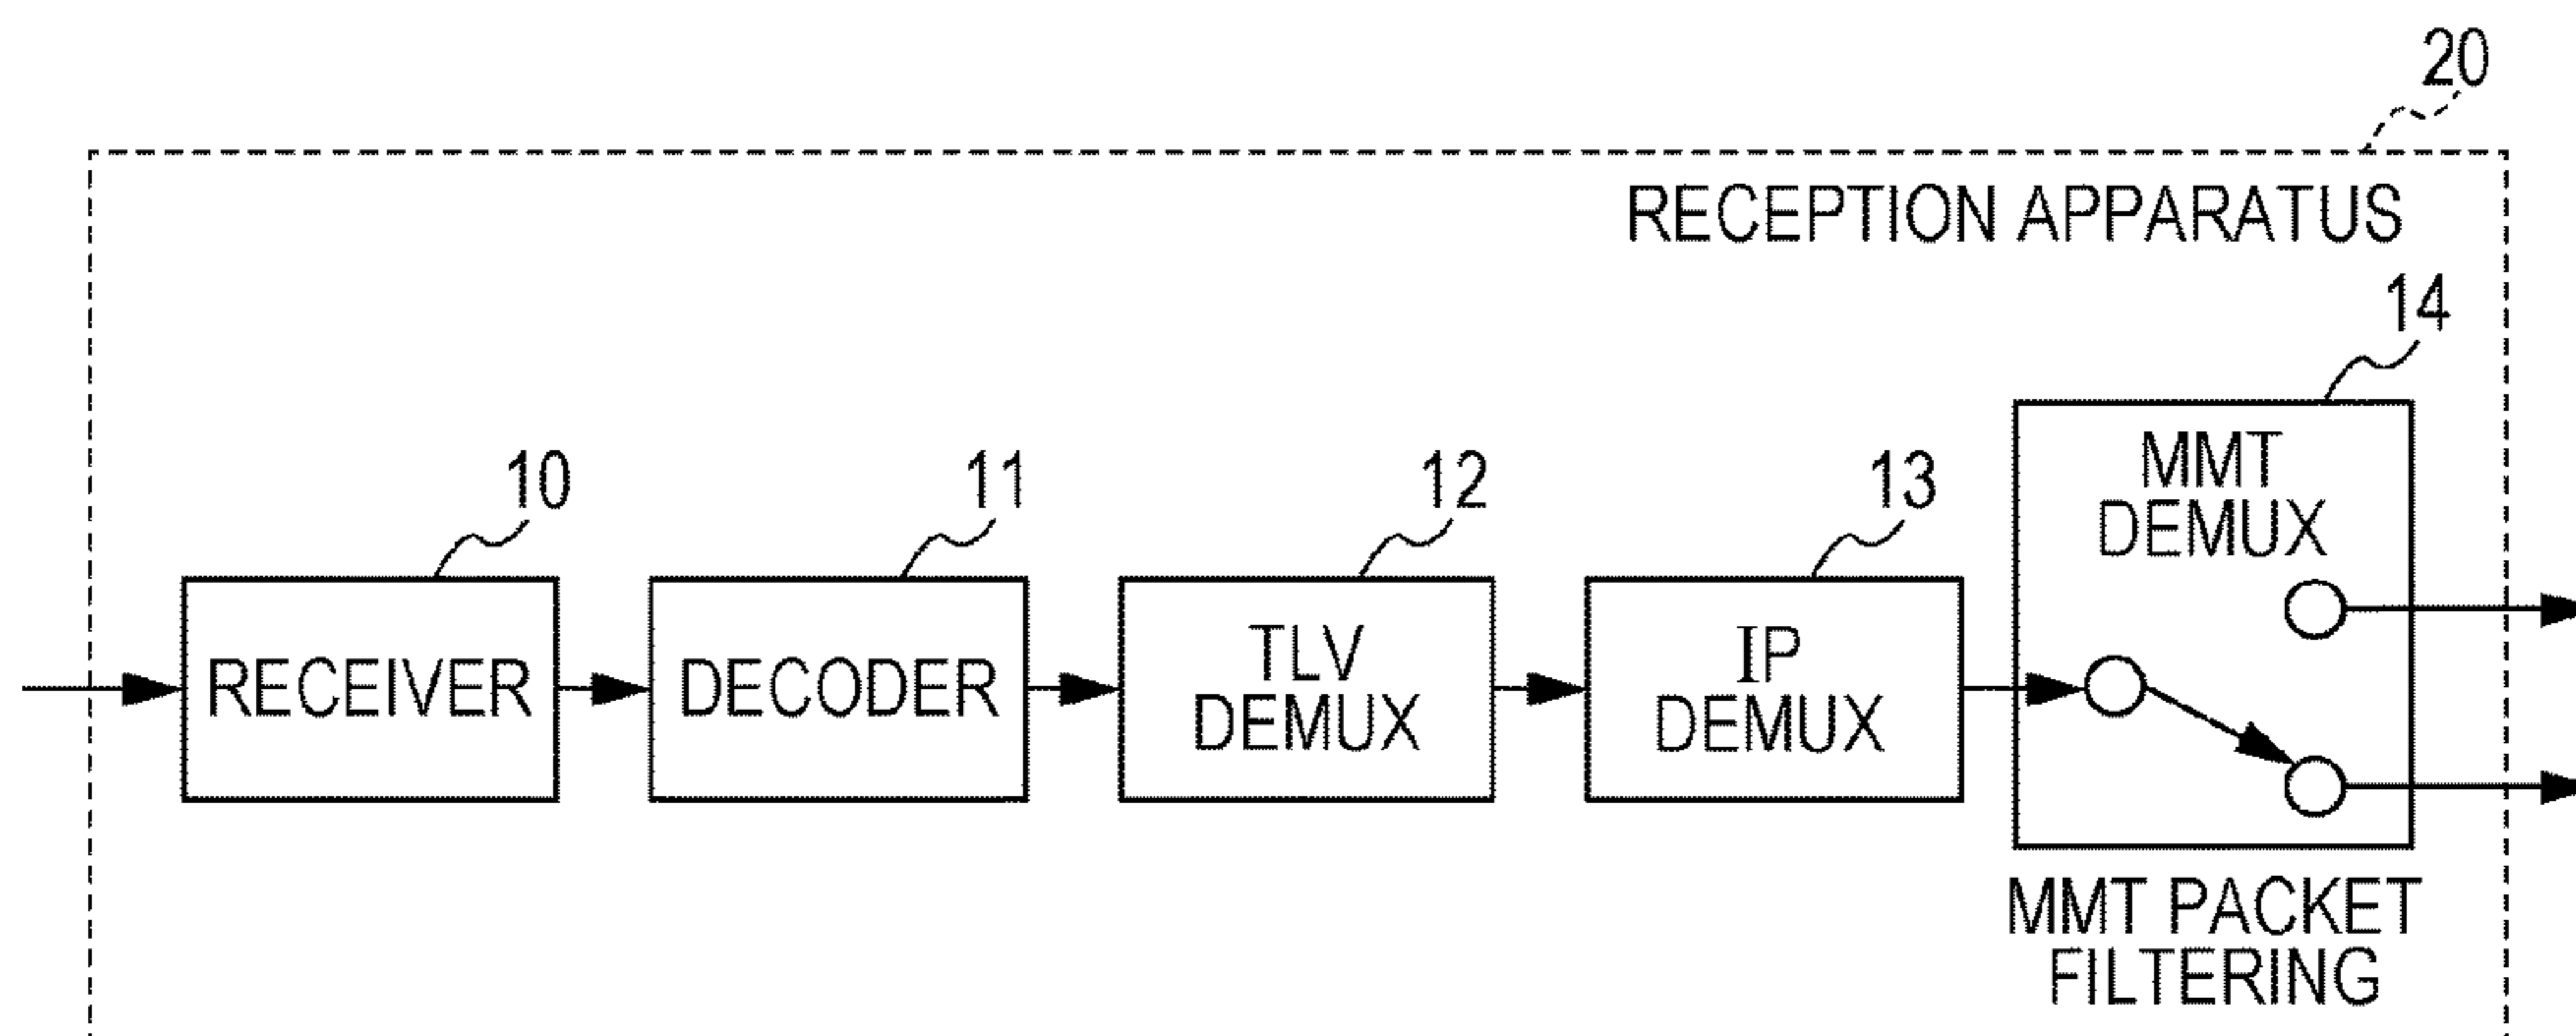 20
RECEPTION APPARATUS
14
10
11
12
13
MMT
DEMUX
RECEIVER
DECODER
TLV
DEMUX
IP
DEMUX
MMT PACKET
FILTERING